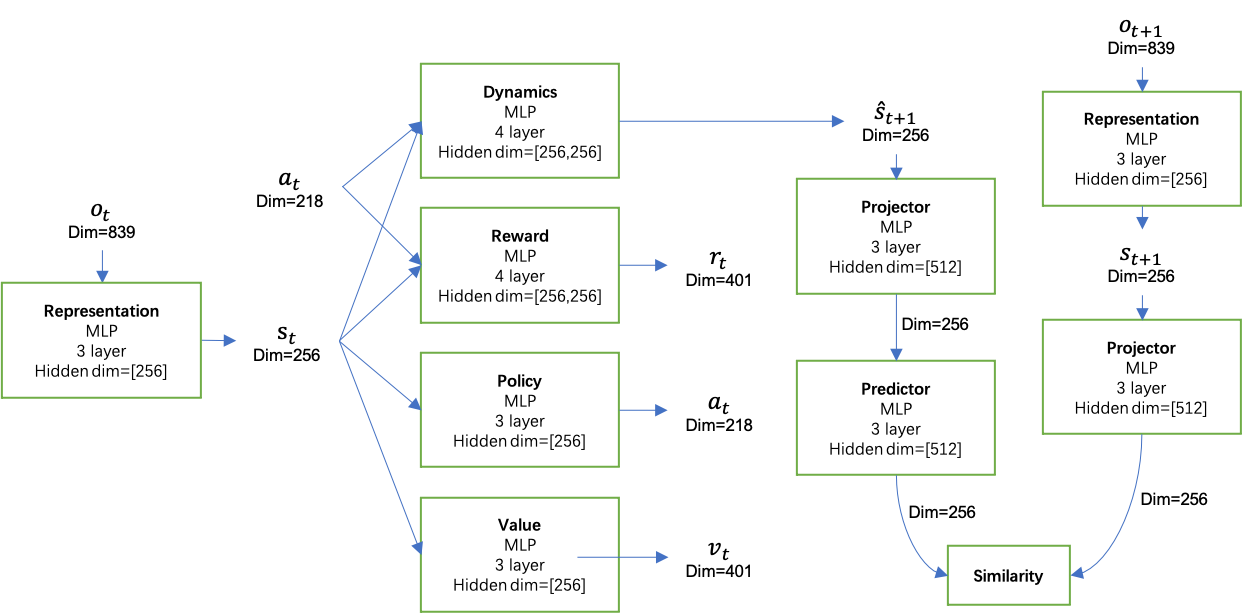 o_t
Dim=839
Representation
MLP
3 layer
Hidden dim=[256]
s_t
Dim=256
a_t
Dim=218
Dynamics
MLP
4 layer
Hidden dim=[256,256]
Reward
MLP
4 layer
Hidden dim=[256,256]
r_t
Dim=401
Policy
MLP
3 layer
Hidden dim=[256]
a_t
Dim=218
Value
MLP
3 layer
Hidden dim=[256]
v_t
Dim=401
ŝ_{t+1}
Dim=256
Projector
MLP
3 layer
Hidden dim=[512]
Dim=256
Predictor
MLP
3 layer
Hidden dim=[512]
Dim=256
o_{t+1}
Dim=839
Representation
MLP
3 layer
Hidden dim=[256]
s_{t+1}
Dim=256
Projector
MLP
3 layer
Hidden dim=[512]
Dim=256
Similarity